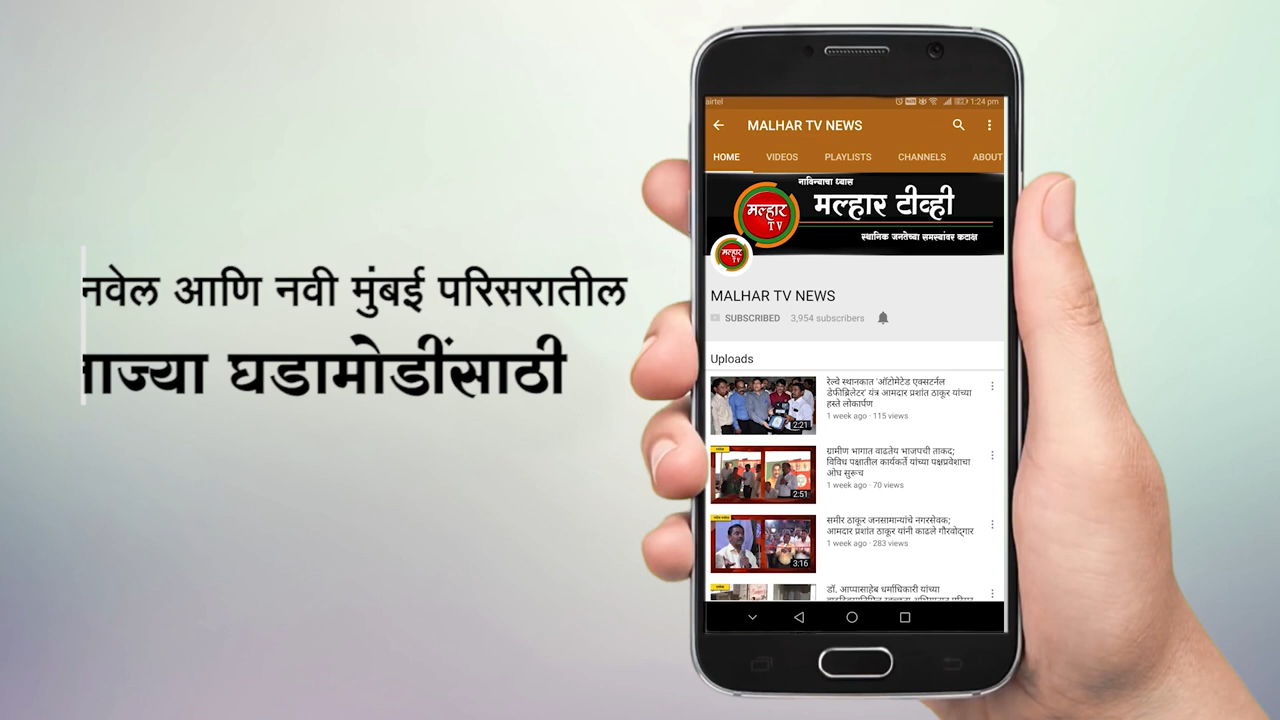 नवेल आणि नवी मुंबई परिसरातील
ाज्या घडामोडींसाठी
airtel
1:24 pm
MALHAR TV NEWS
HOME VIDEOS PLAYLISTS CHANNELS ABOUT
नाविन्याचा ध्यास
मल्हार टीव्ही
मल्हार
TV
स्थानिक जनतेच्या समस्यांवर कटाक्ष
मल्हार
TV
MALHAR TV NEWS
SUBSCRIBED 3,954 subscribers
Uploads
रेल्वे स्थानकात 'ऑटोमेटेड एक्सटर्नल
डेफीब्रिलेटर' यंत्र आमदार प्रशांत ठाकूर यांच्या
हस्ते लोकार्पण
1 week ago · 115 views
2:21
ग्रामीण भागात वाढतेय भाजपची ताकद;
विविध पक्षातील कार्यकर्ते यांच्या पक्षप्रवेशाचा
ओघ सुरूच
1 week ago · 70 views
2:51
समीर ठाकूर जनसामान्यांचे नगरसेवक;
आमदार प्रशांत ठाकूर यांनी काढले गौरवोद्गार
1 week ago · 283 views
3:16
डॉ. आप्पासाहेब धर्माधिकारी यांच्या